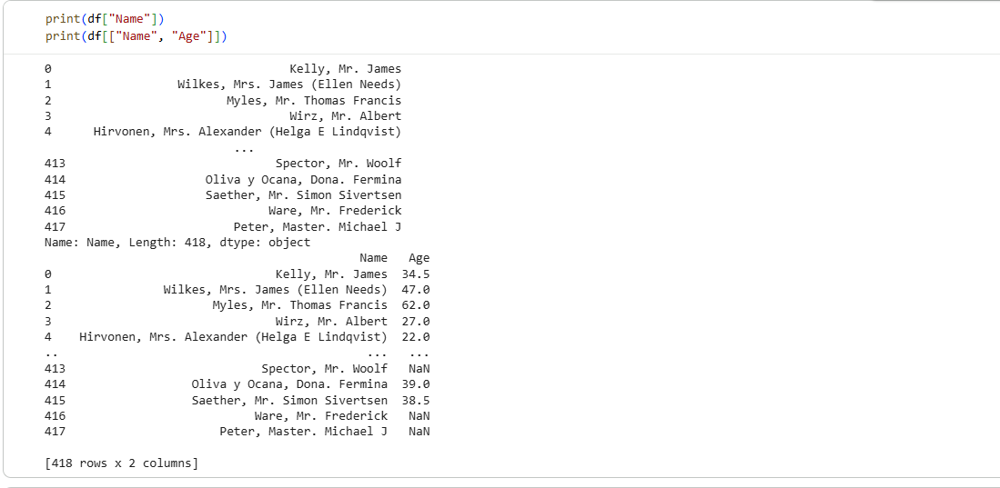 print(df["Name"])
print(df[["Name", "Age"]])
0 Kelly, Mr. James
1 Wilkes, Mrs. James (Ellen Needs)
2 Myles, Mr. Thomas Francis
3 Wirz, Mr. Albert
4 Hirvonen, Mrs. Alexander (Helga E Lindqvist)
...
413 Spector, Mr. Woolf
414 Oliva y Ocana, Dona. Fermina
415 Saether, Mr. Simon Sivertsen
416 Ware, Mr. Frederick
417 Peter, Master. Michael J
Name: Name, Length: 418, dtype: object
Name Age
0 Kelly, Mr. James 34.5
1 Wilkes, Mrs. James (Ellen Needs) 47.0
2 Myles, Mr. Thomas Francis 62.0
3 Wirz, Mr. Albert 27.0
4 Hirvonen, Mrs. Alexander (Helga E Lindqvist) 22.0
.. ... ...
413 Spector, Mr. Woolf NaN
414 Oliva y Ocana, Dona. Fermina 39.0
415 Saether, Mr. Simon Sivertsen 38.5
416 Ware, Mr. Frederick NaN
417 Peter, Master. Michael J NaN
[418 rows x 2 columns]